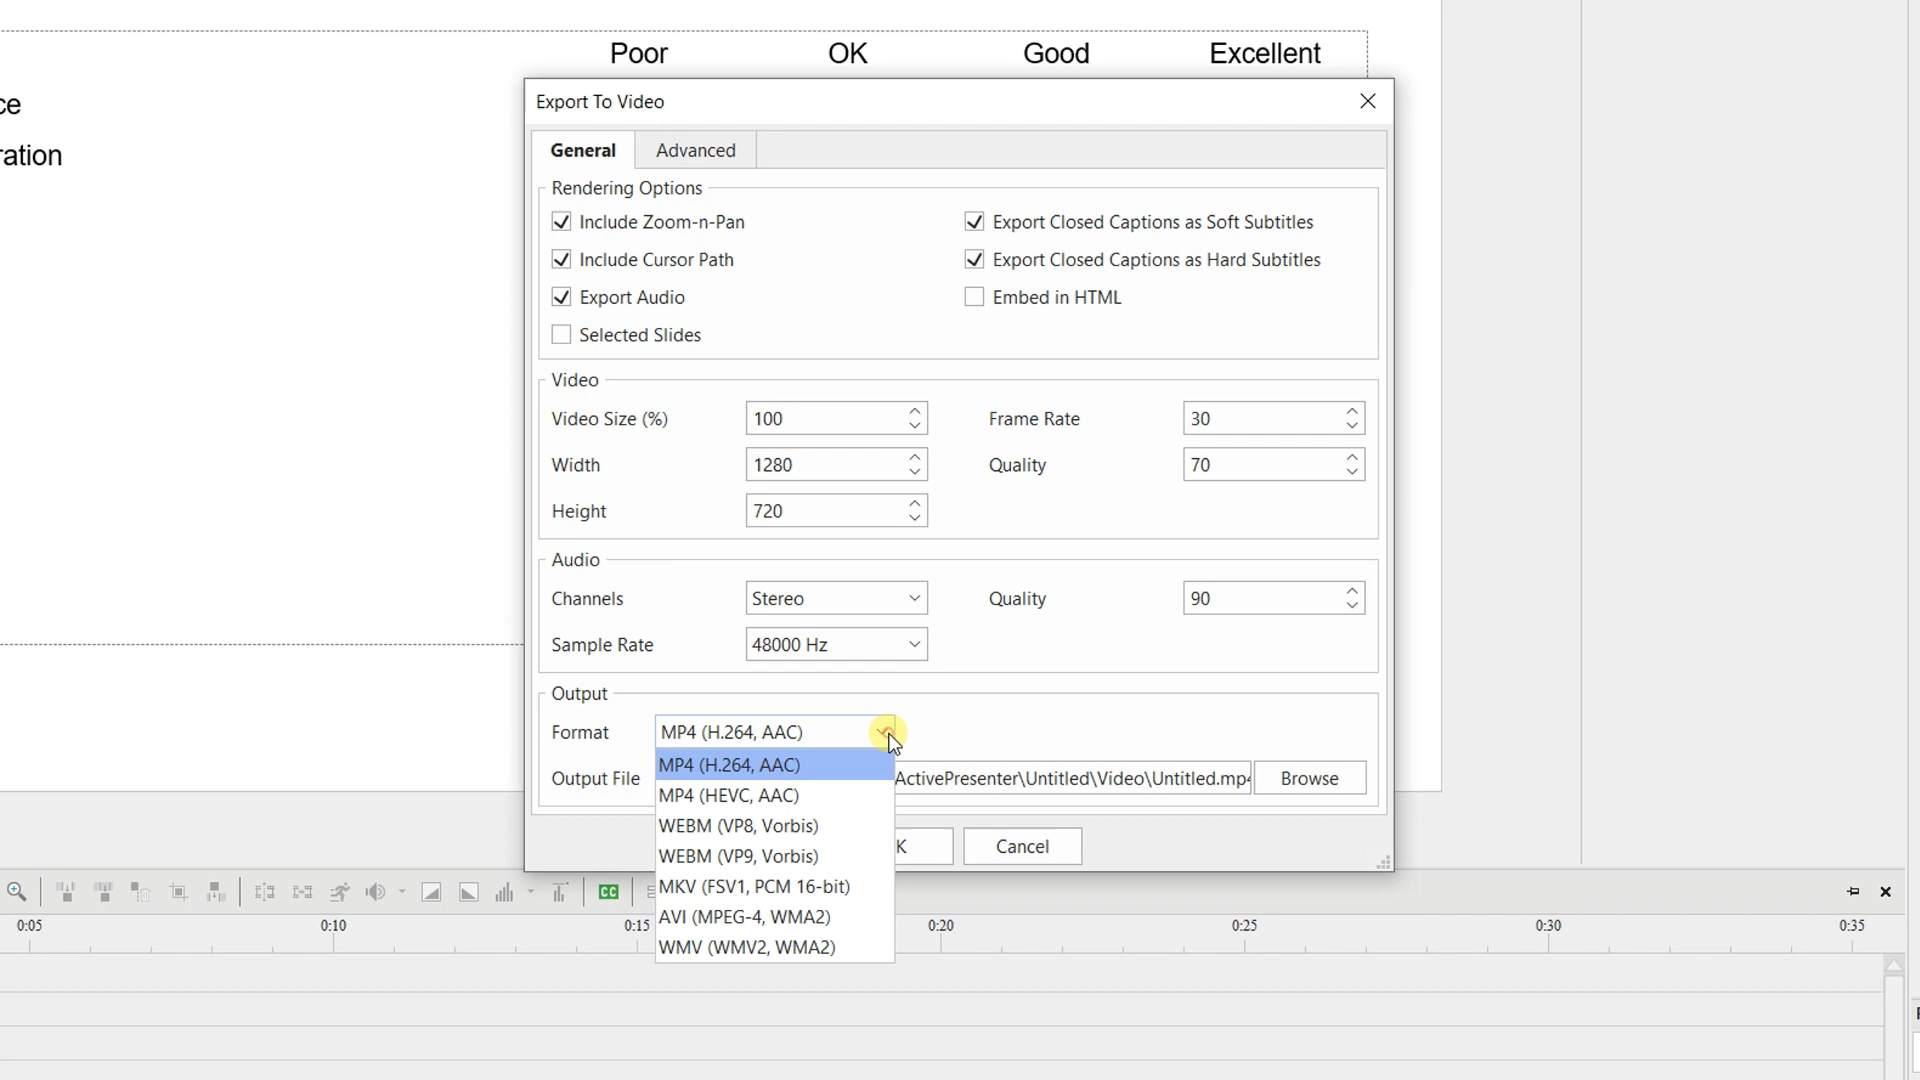 Poor OK Good Excellent
ce
ration
Export To Video
General Advanced
Rendering Options
Include Zoom-n-Pan Export Closed Captions as Soft Subtitles
Include Cursor Path Export Closed Captions as Hard Subtitles
Export Audio Embed in HTML
Selected Slides
Video
Video Size (%) 100 Frame Rate 30
Width 1280 Quality 70
Height 720
Audio
Channels Stereo Quality 90
Sample Rate 48000 Hz
Output
Format MP4 (H.264, AAC)
MP4 (H.264, AAC)
Output File ActivePresenter\Untitled\Video\Untitled.mp4 Browse
MP4 (HEVC, AAC)
WEBM (VP8, Vorbis)
K Cancel
WEBM (VP9, Vorbis)
MKV (FSV1, PCM 16-bit)
CC
AVI (MPEG-4, WMA2)
0:05 0:10 0:15 0:20 0:25 0:30 0:35
WMV (WMV2, WMA2)